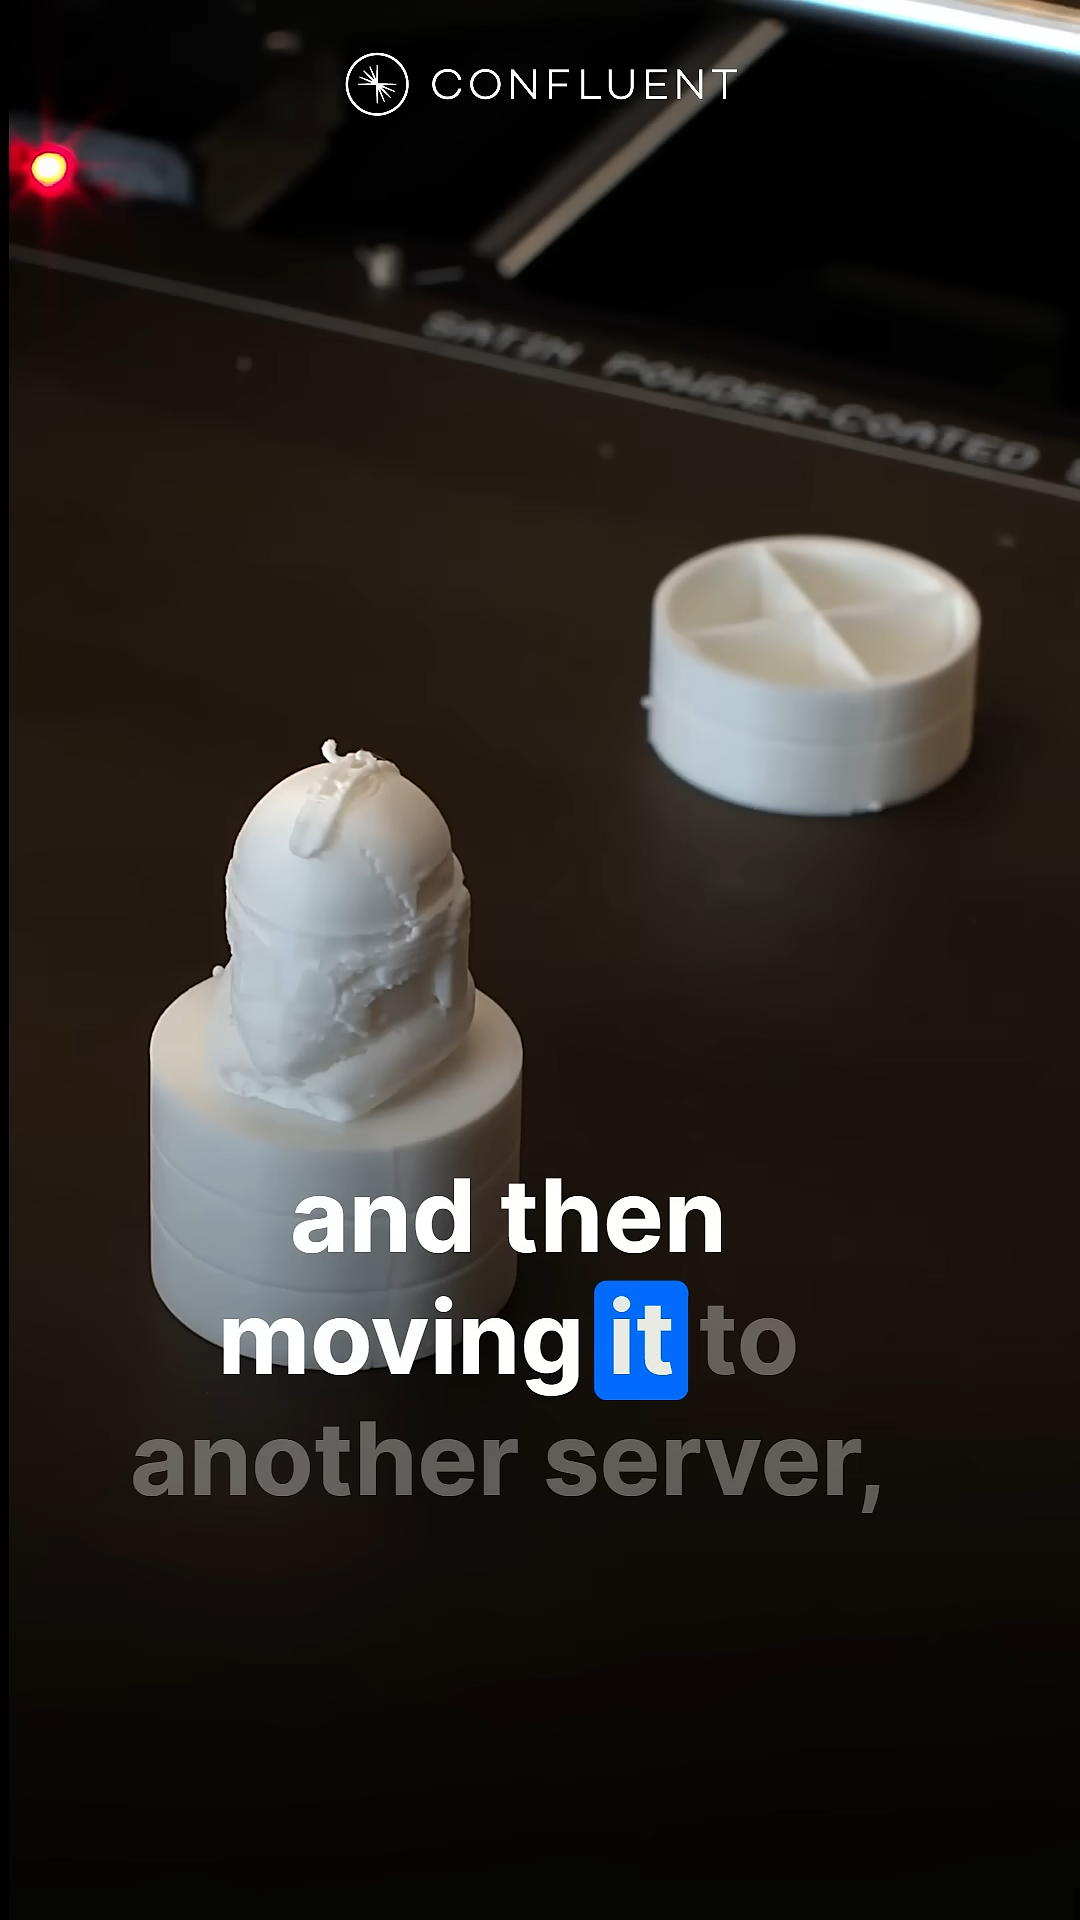 CONFLUENT
SATIN POWDER-COATED
and then
moving it to
another server,